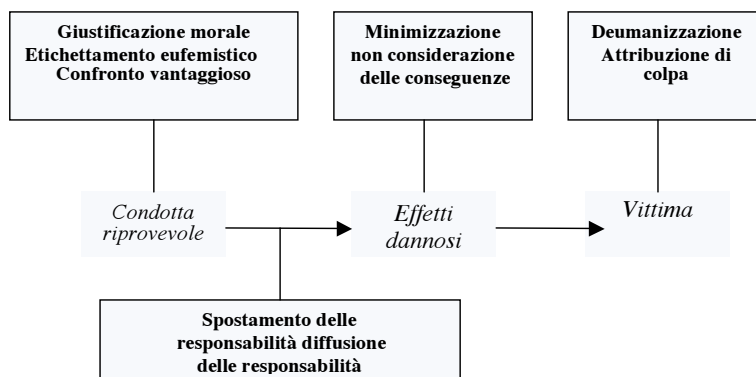 Giustificazione morale
Etichettamento eufemistico
Confronto vantaggioso
Minimizzazione
non considerazione
delle conseguenze
Deumanizzazione
Attribuzione di
colpa
Condotta
riprovevole
Effetti
dannosi
Vittima
Spostamento delle
responsabilità diffusione
delle responsabilità